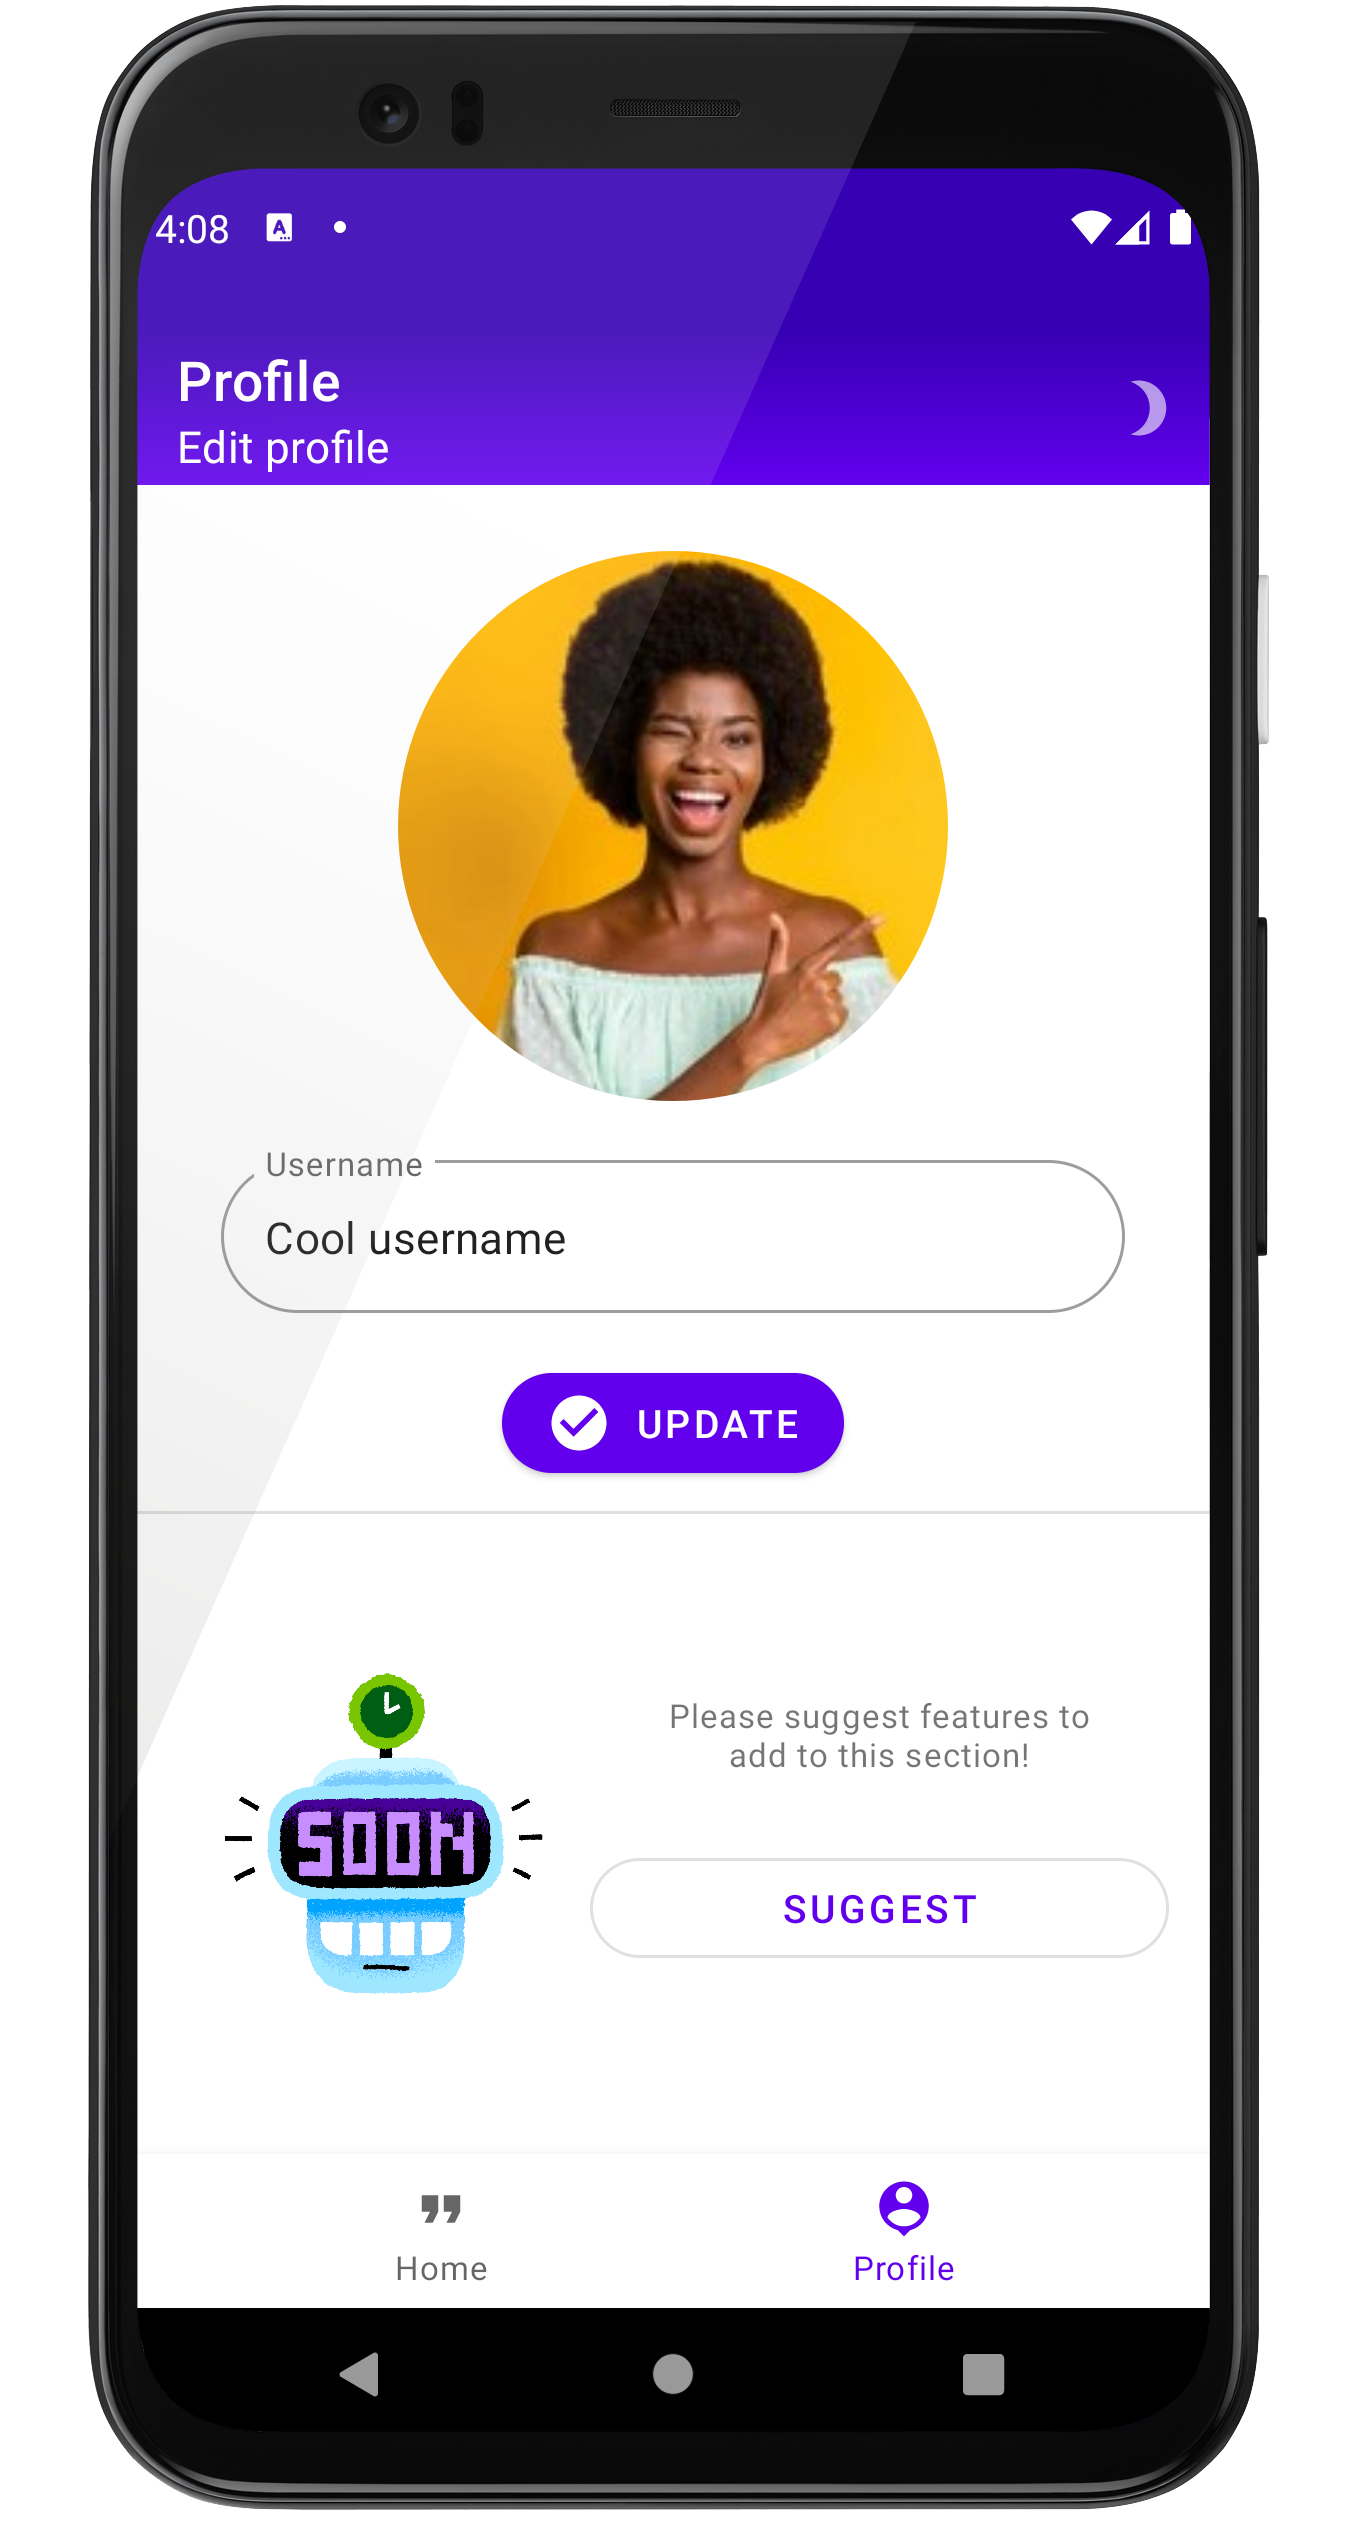 4:08
Profile
Edit profile
Username
Cool username
UPDATE
Please suggest features to
add to this section!
SOON
SUGGEST
Home
Profile